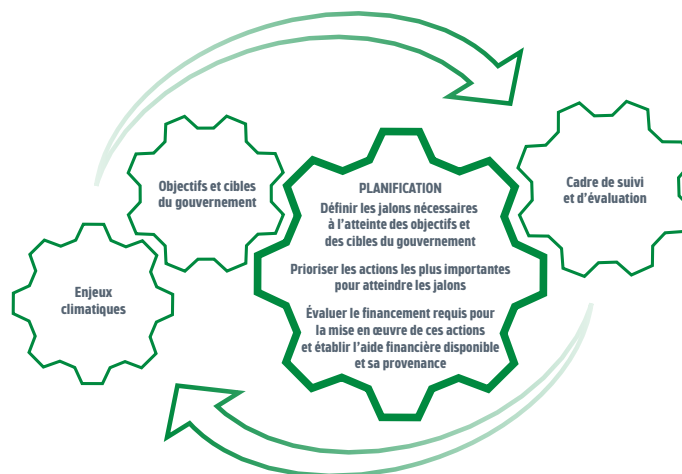 Objectifs et cibles
du gouvernement
Enjeux
climatiques
PLANIFICATION
Définir les jalons nécessaires
à l’atteinte des objectifs et
des cibles du gouvernement
Prioriser les actions les plus importantes
pour atteindre les jalons
Évaluer le financement requis pour
la mise en œuvre de ces actions
et établir l’aide financière disponible
et sa provenance
Cadre de suivi
et d’évaluation